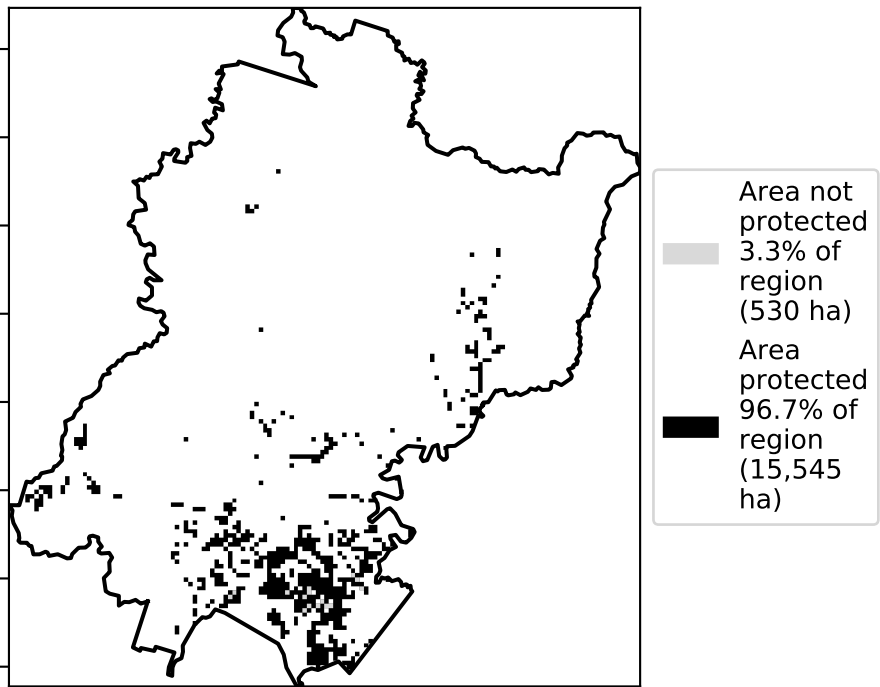 Area not
protected
3.3% of
region
(530 ha)
Area
protected
96.7% of
region
(15,545
ha)